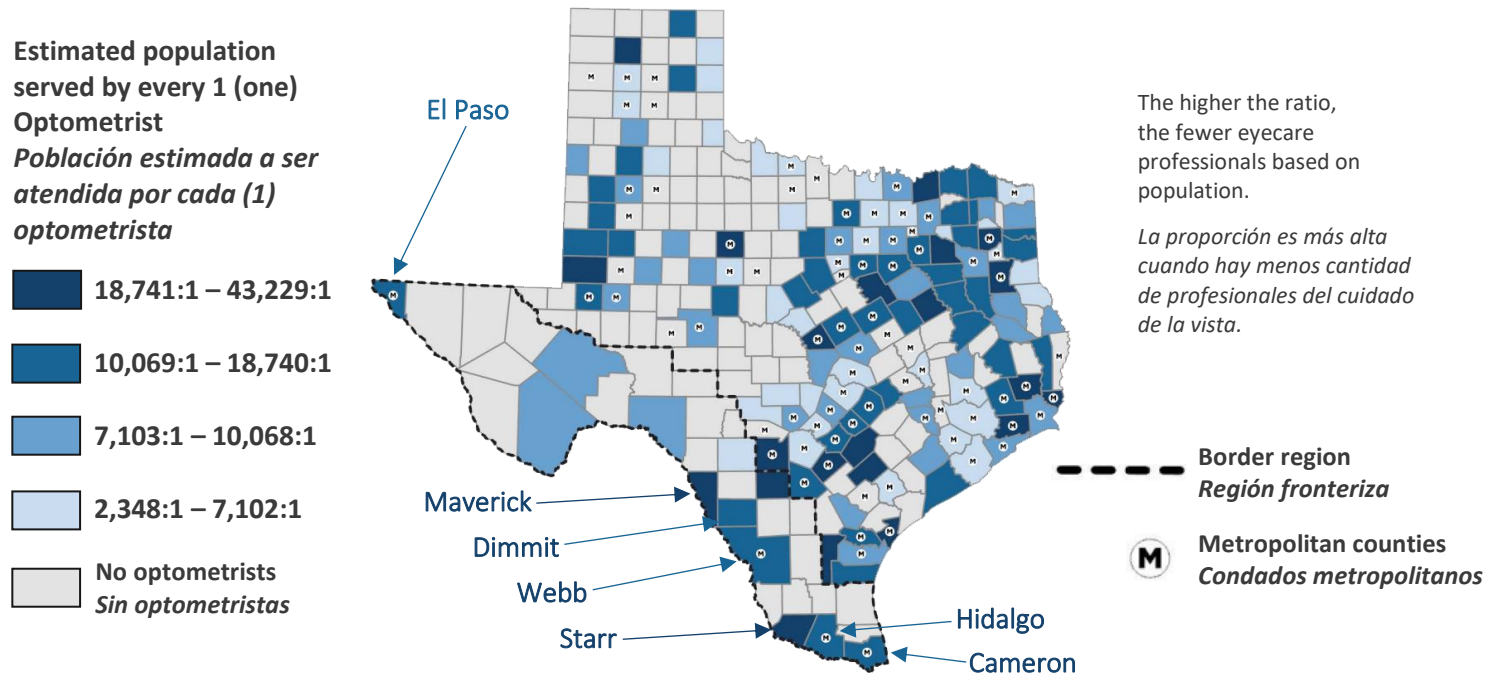 Estimated population
served by every 1 (one)
Optometrist
Población estimada a ser
atendida por cada (1)
optometrista
18,741:1 – 43,229:1
10,069:1 – 18,740:1
7,103:1 – 10,068:1
2,348:1 – 7,102:1
No optometrists
Sin optometristas
El Paso
Maverick
Dimmit
Webb
Starr
Hidalgo
Cameron
The higher the ratio,
the fewer eyecare
professionals based on
population.
La proporción es más alta
cuando hay menos cantidad
de profesionales del cuidado
de la vista.
Border region
Región fronteriza
M
Metropolitan counties
Condados metropolitanos